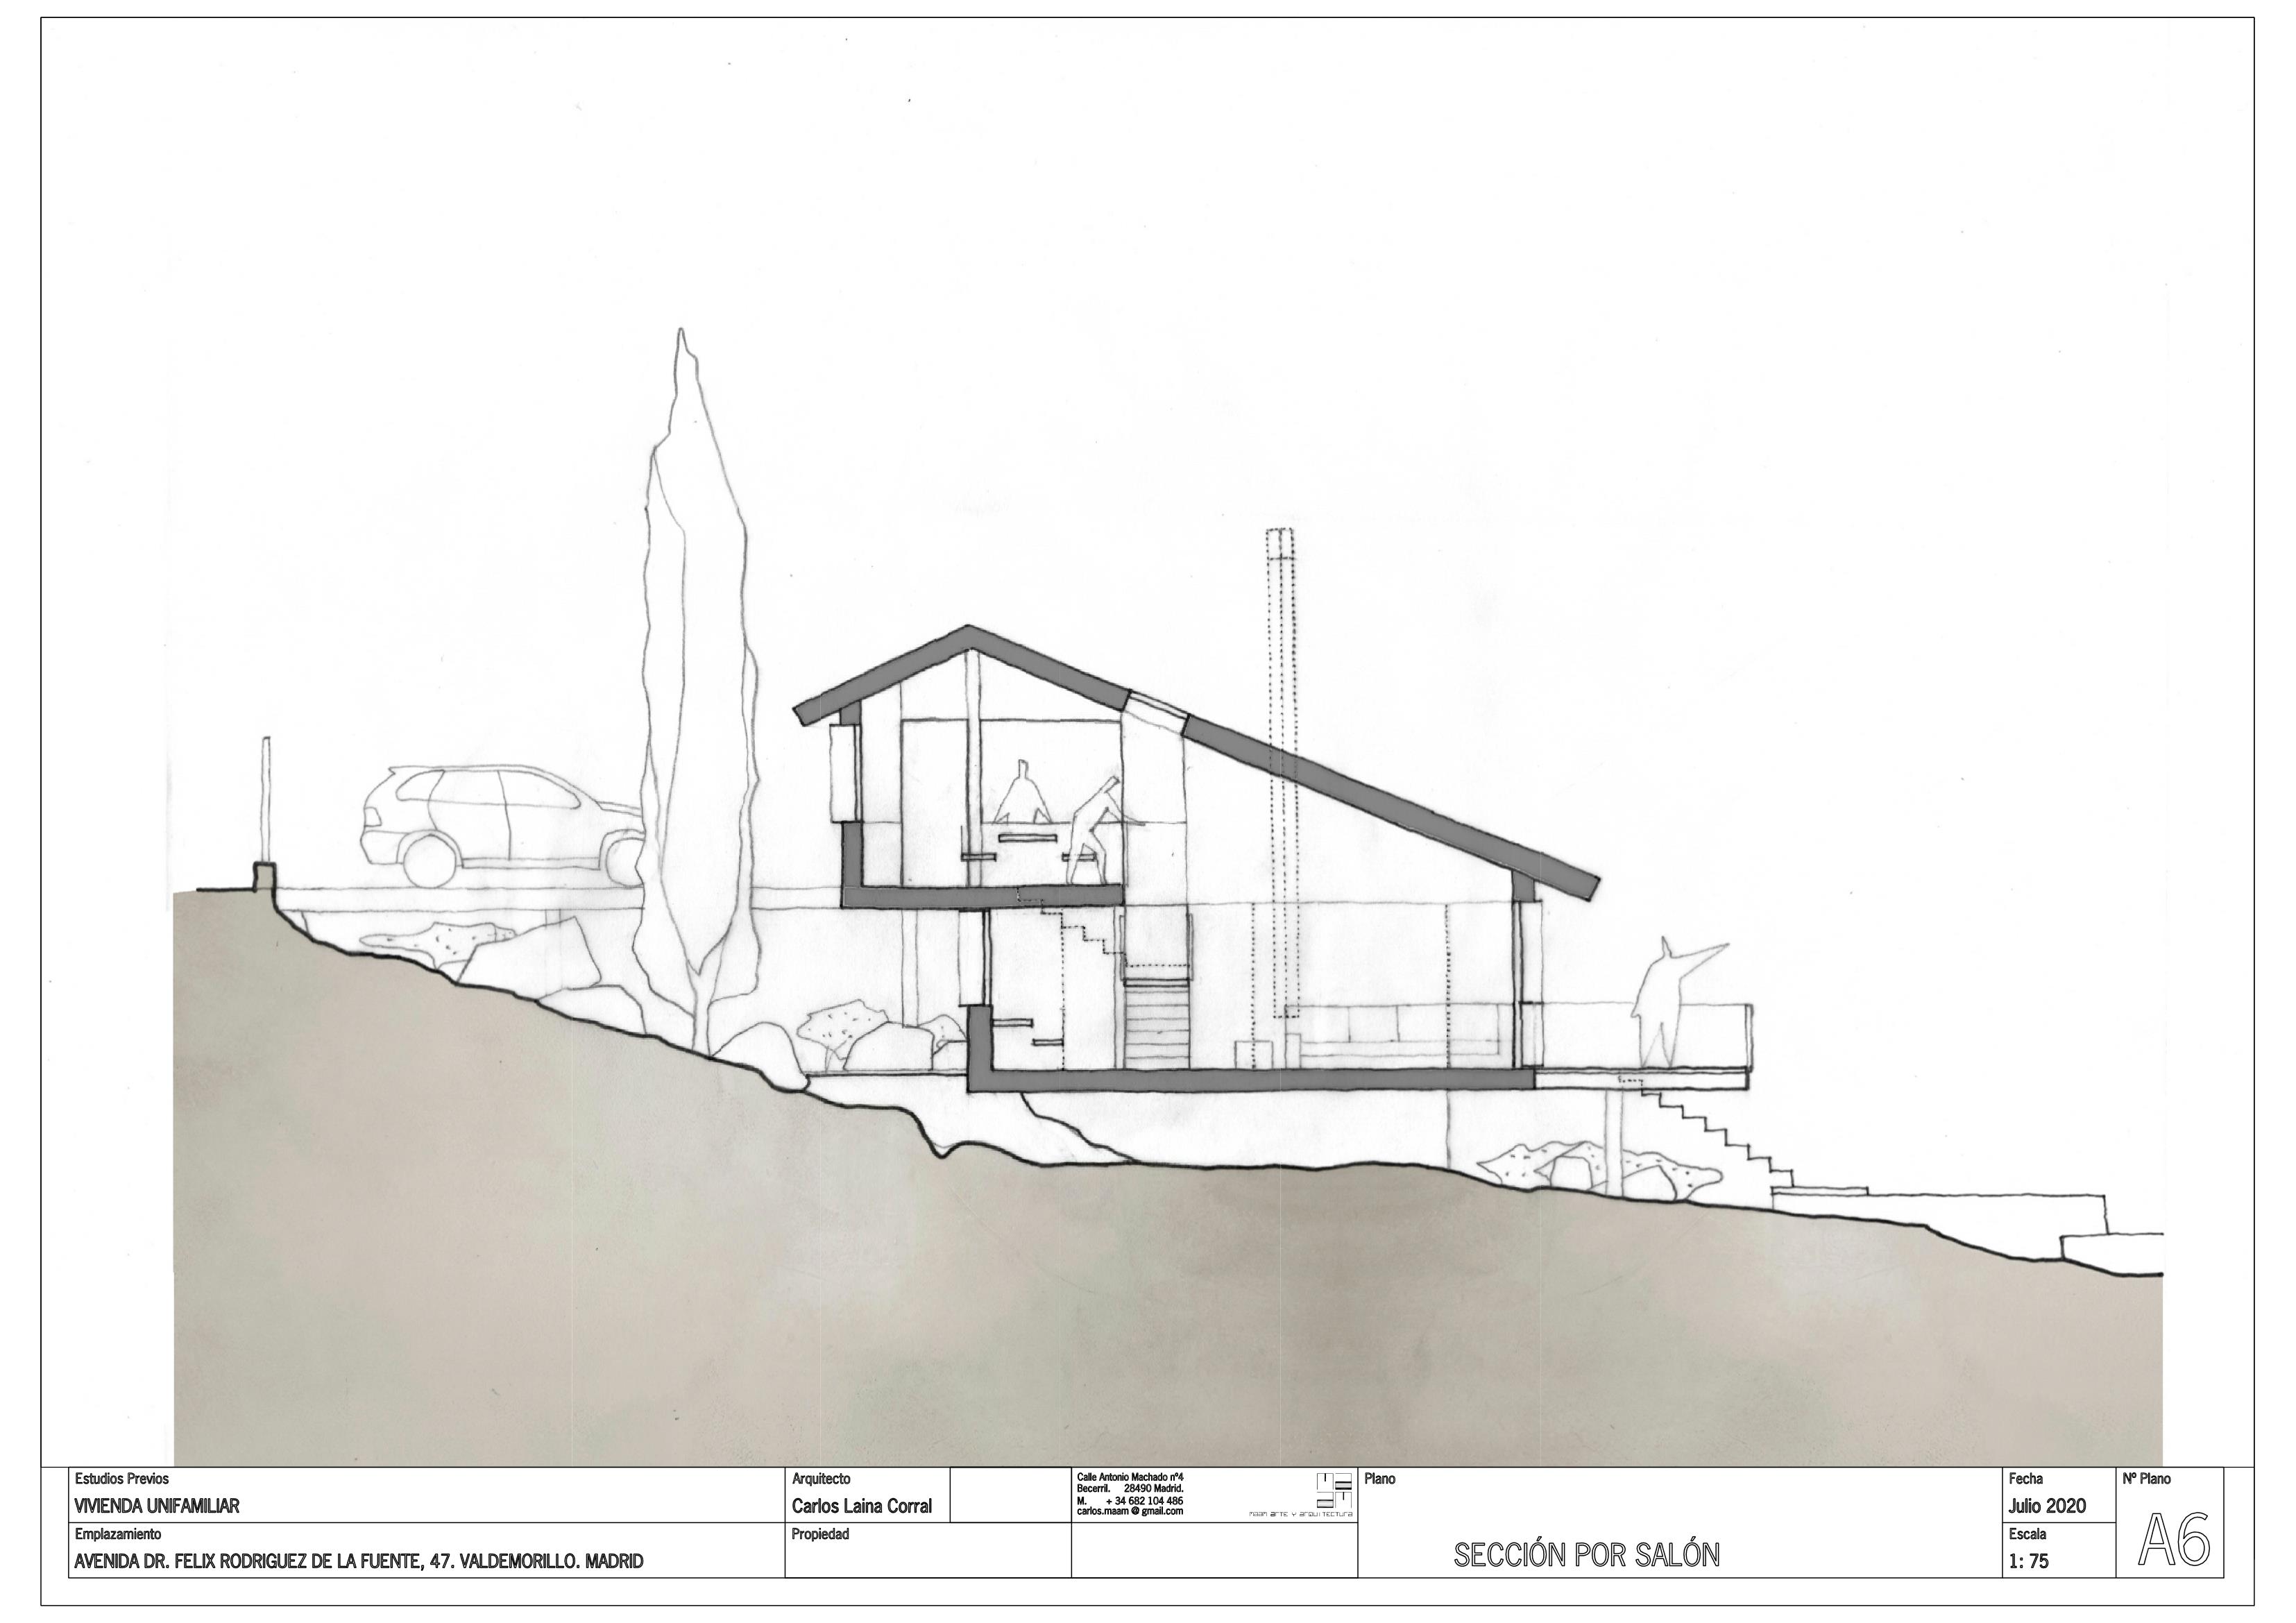 Estudios Previos
VIVIENDA UNIFAMILIAR
Emplazamiento
AVENIDA DR. FELIX RODRIGUEZ DE LA FUENTE, 47. VALDEMORILLO. MADRID
Arquitecto
Carlos Laina Corral
Propiedad
Calle Antonio Machado nº4
Becerril. 28490 Madrid.
M. + 34 682 104 486
carlos.maam @ gmail.com
maam arte y arquitectura
Plano
SECCIÓN POR SALÓN
Fecha
Julio 2020
Escala
1: 75
Nº Plano
A6